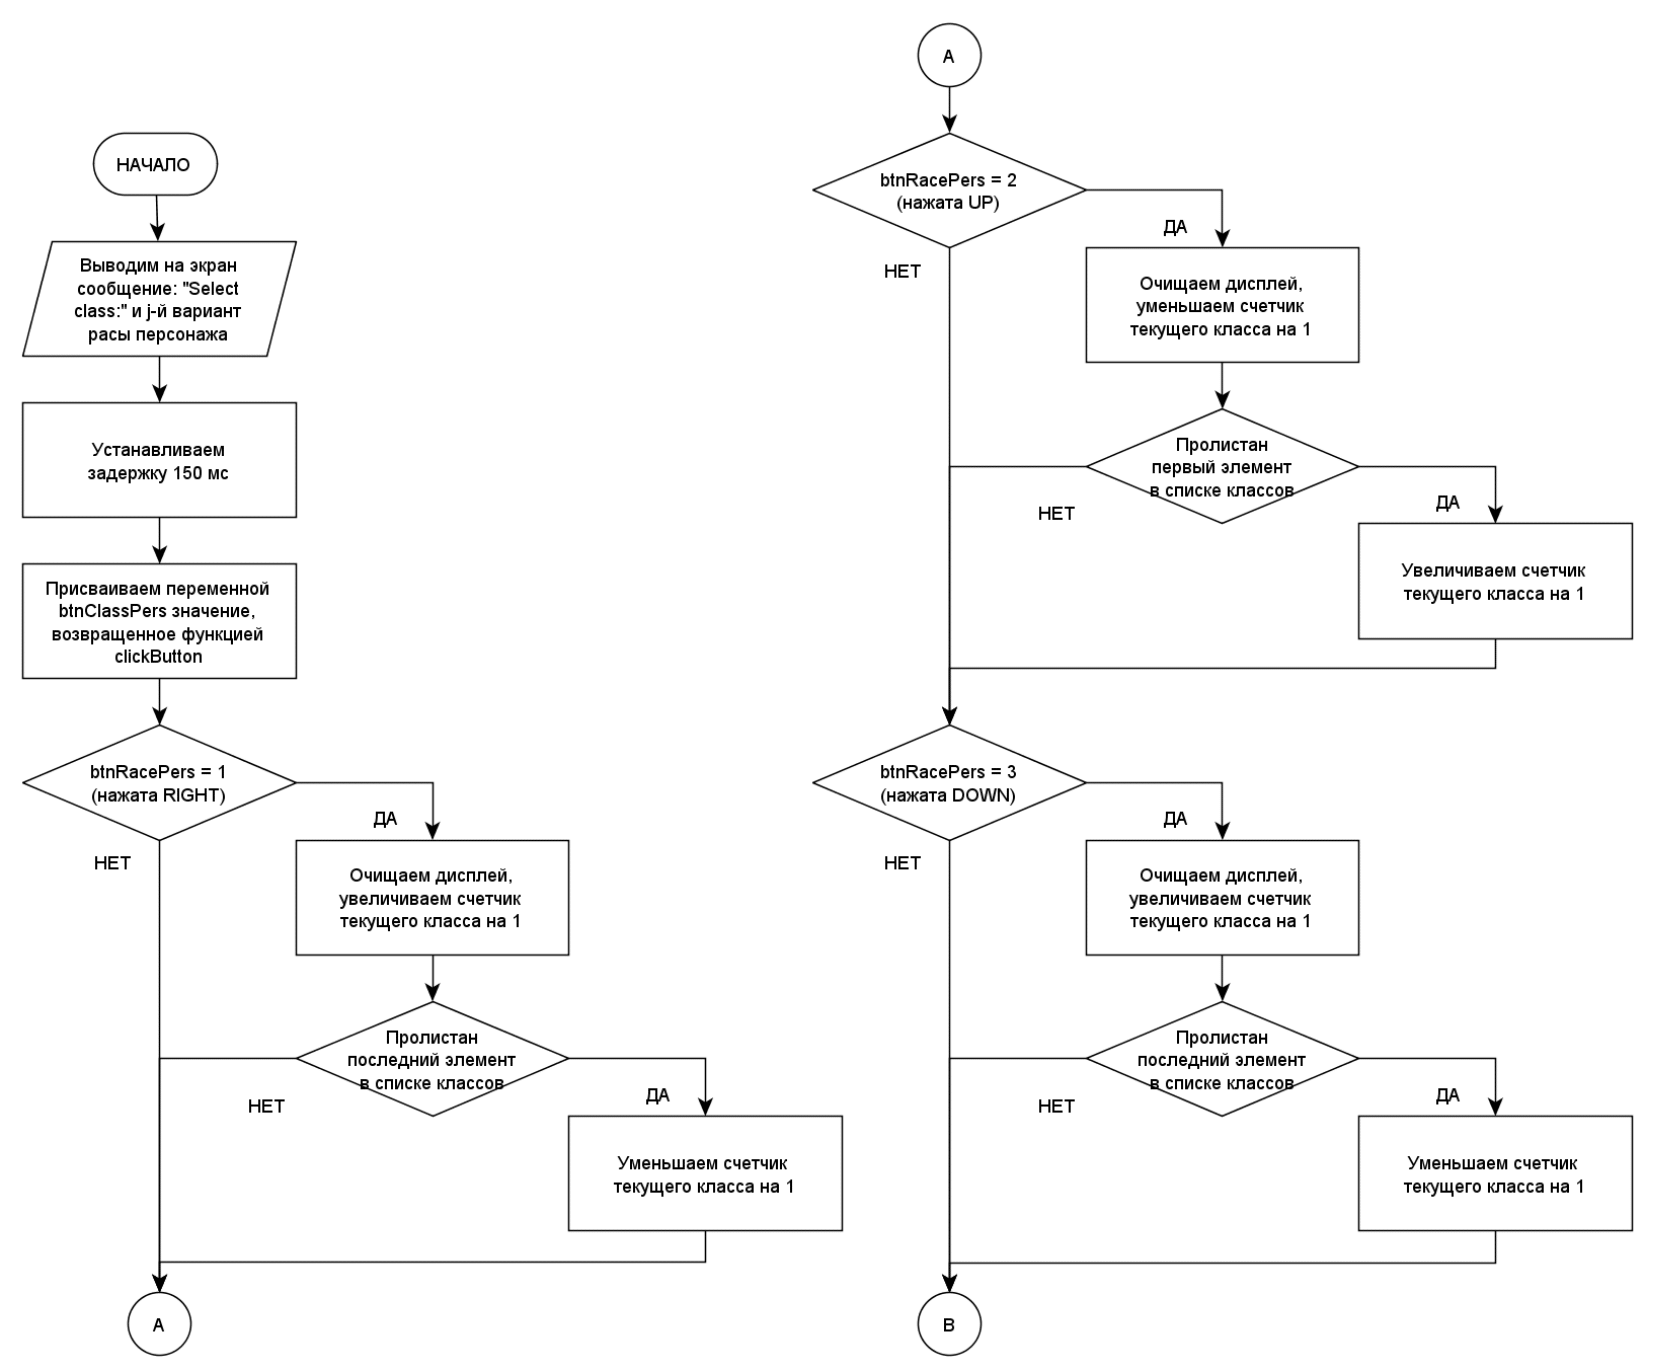 НАЧАЛО
Выводим на экран
сообщение: "Select
class:" и j-й вариант
расы персонажа
Устанавливаем
задержку 150 мс
Присваиваем переменной
btnClassPers значение,
возвращенное функцией
clickButton
btnRacePers = 1
(нажата RIGHT)
ДА
НЕТ
Очищаем дисплей,
увеличиваем счетчик
текущего класса на 1
Пролистан
последний элемент
в списке классов
ДА
НЕТ
Уменьшаем счетчик
текущего класса на 1
A
A
btnRacePers = 2
(нажата UP)
ДА
НЕТ
Очищаем дисплей,
уменьшаем счетчик
текущего класса на 1
Пролистан
первый элемент
в списке классов
ДА
НЕТ
Увеличиваем счетчик
текущего класса на 1
btnRacePers = 3
(нажата DOWN)
ДА
НЕТ
Очищаем дисплей,
увеличиваем счетчик
текущего класса на 1
Пролистан
последний элемент
в списке классов
ДА
НЕТ
Уменьшаем счетчик
текущего класса на 1
B